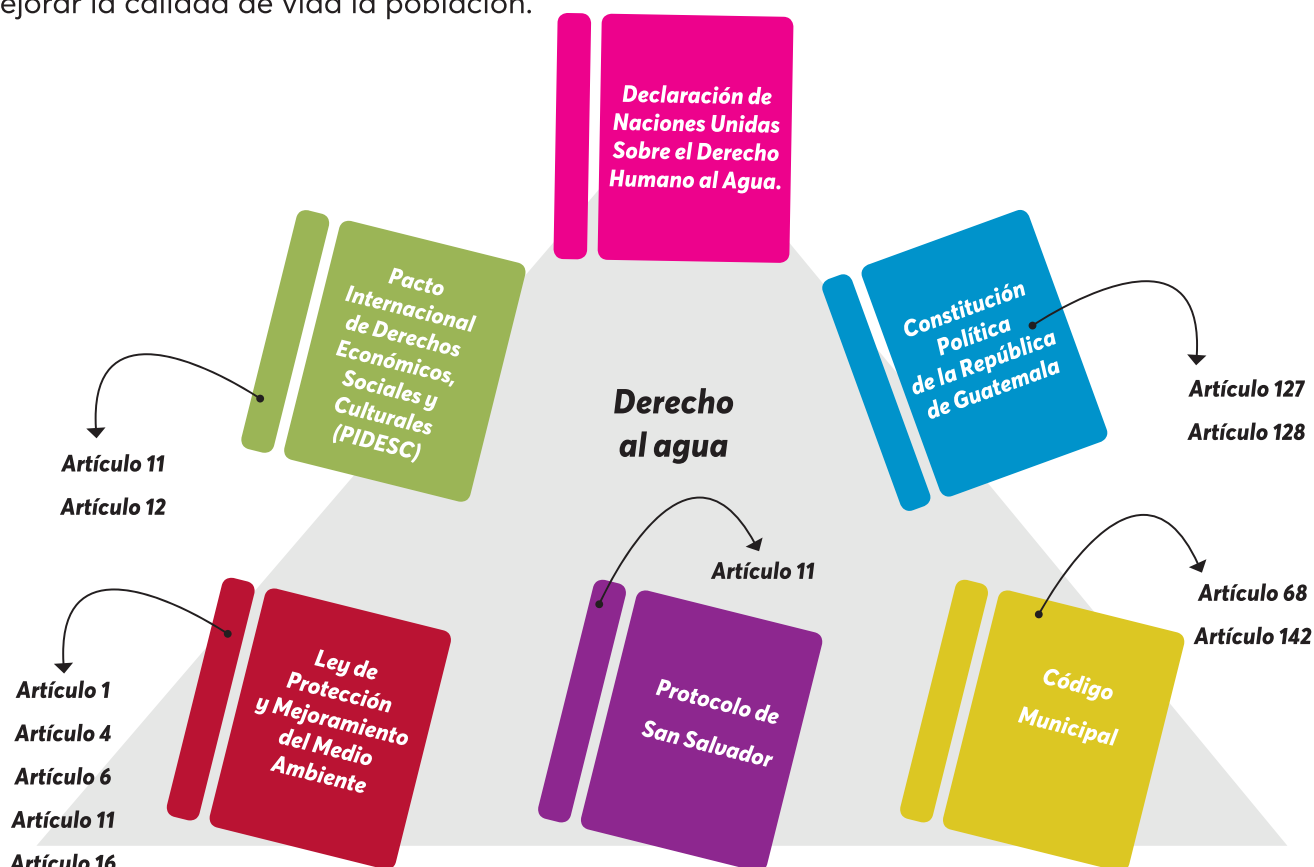 ejorar la calidad de vida la población.
Declaración de
Naciones Unidas
Sobre el Derecho
Humano al Agua.
Pacto
Internacional
de Derechos
Económicos,
Sociales y
Culturales
(PIDESC)
Artículo 11
Artículo 12
Constitución
Política
de la República
de Guatemala
Artículo 127
Artículo 128
Derecho
al agua
Ley de
Protección
y Mejoramiento
del Medio
Ambiente
Artículo 1
Artículo 4
Artículo 6
Artículo 11
Artículo 16
Protocolo de
San Salvador
Artículo 11
Código
Municipal
Artículo 68
Artículo 142